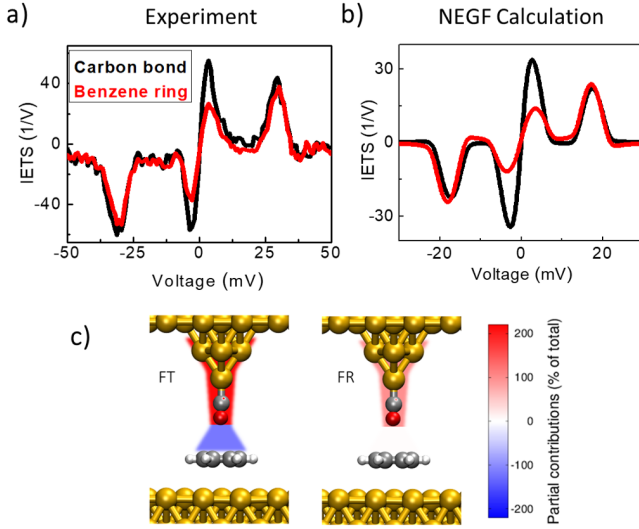 a)
Experiment
Carbon bond
Benzene ring
IETS (1/V)
40
0
-40
-50
-25
0
25
50
Voltage (mV)
b)
NEGF Calculation
IETS (1/V)
30
0
-30
-20
0
20
Voltage (mV)
c)
FT
FR
200
100
0
-100
-200
Partial contributions (% of total)